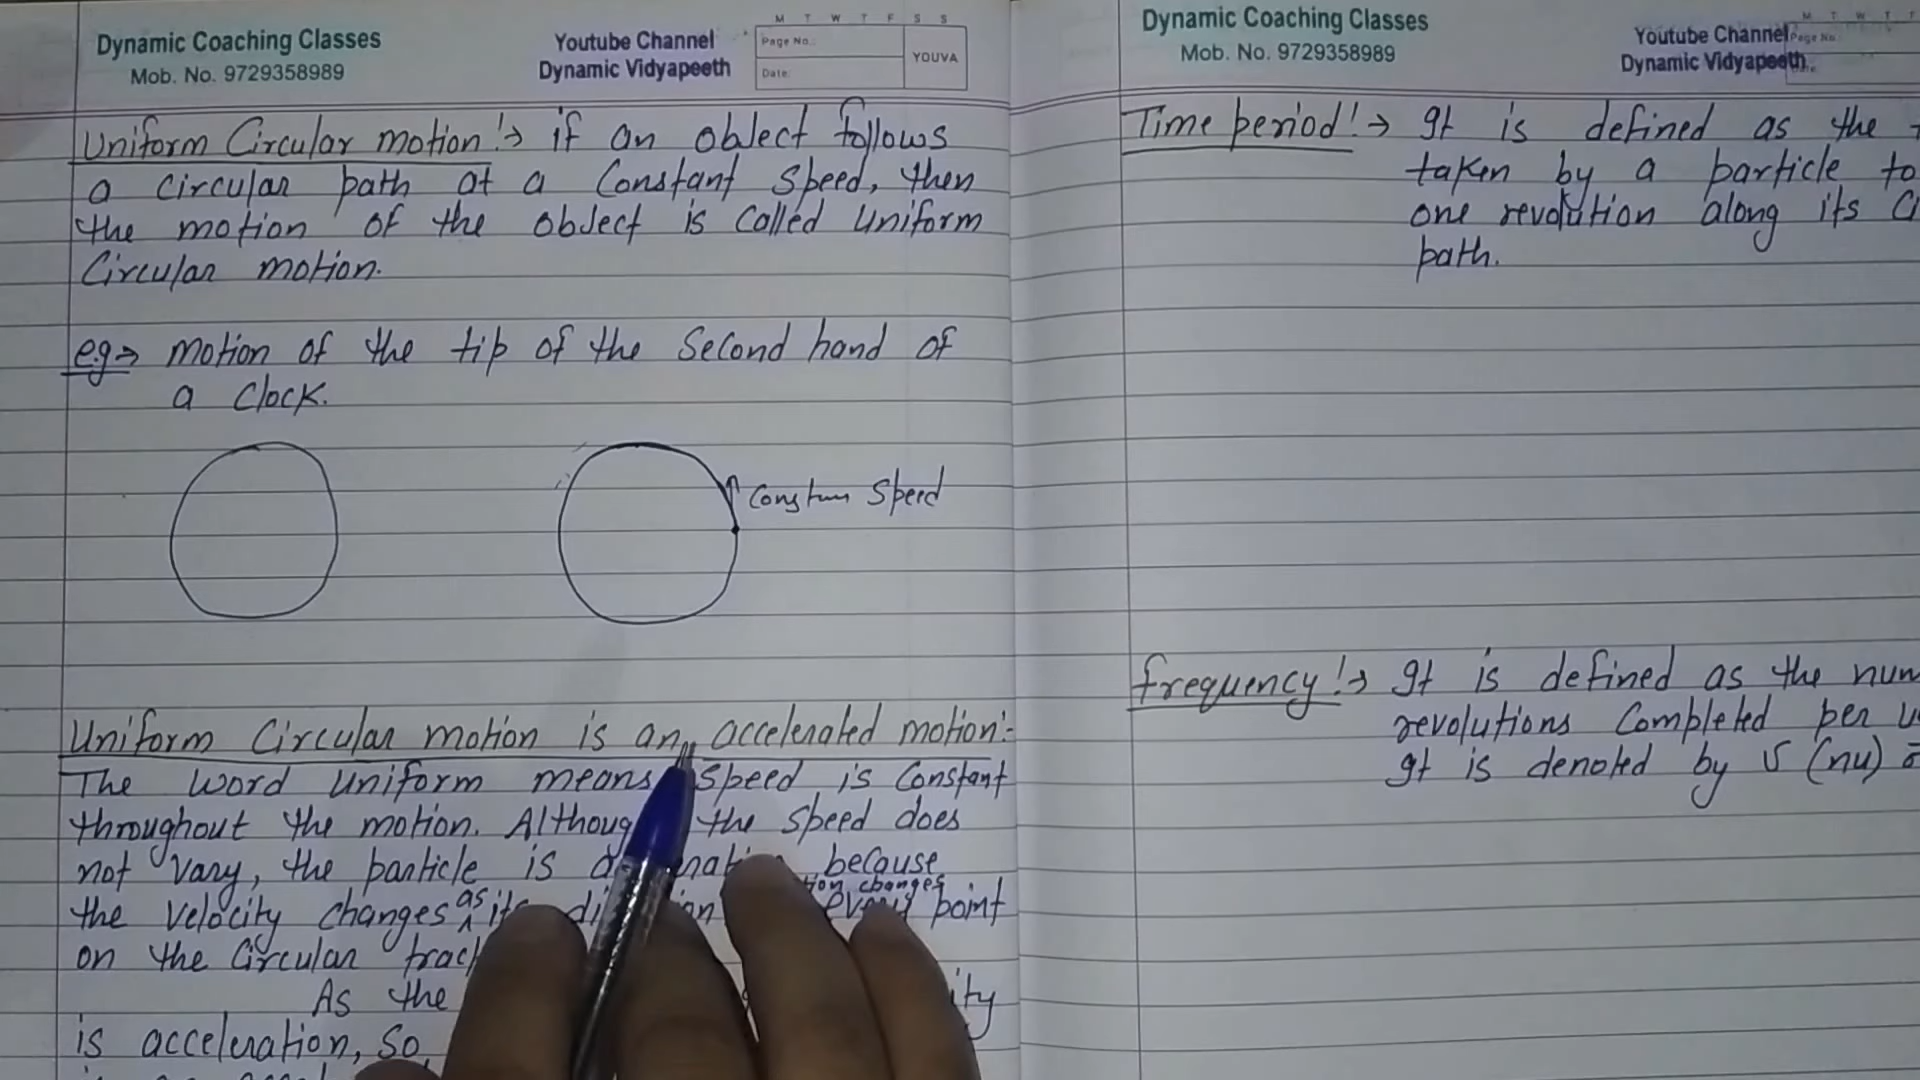 Dynamic Coaching Classes
Mob. No. 9729358989
Youtube Channel
Dynamic Vidyapeeth
M T W T F S S
Page No.:
Date:
YOUVA
Uniform Circular motion!→ if an object follows
a circular path at a Constant Speed, then
the motion of the object is called uniform
Circular motion.
e.g→ motion of the tip of the Second hand of
a Clock.
Speed
Uniform Circular motion is an accelerated motion:-
The word uniform means speed is Constant
throughout the motion. Althoug the speed does
not vary, the particle is because
the velocity changes as its changes every point
on the Circular
As the
is acceleration, So
Dynamic Coaching Classes
Mob. No. 9729358989
Youtube Channel
Dynamic Vidyapeeth
M T W T F
Page No
Time period!→ It is defined as the
taken by a particle to
one revolution along its
path.
frequency!→ It is defined as the num
revolutions Completed per
It is denoted by υ (nu)